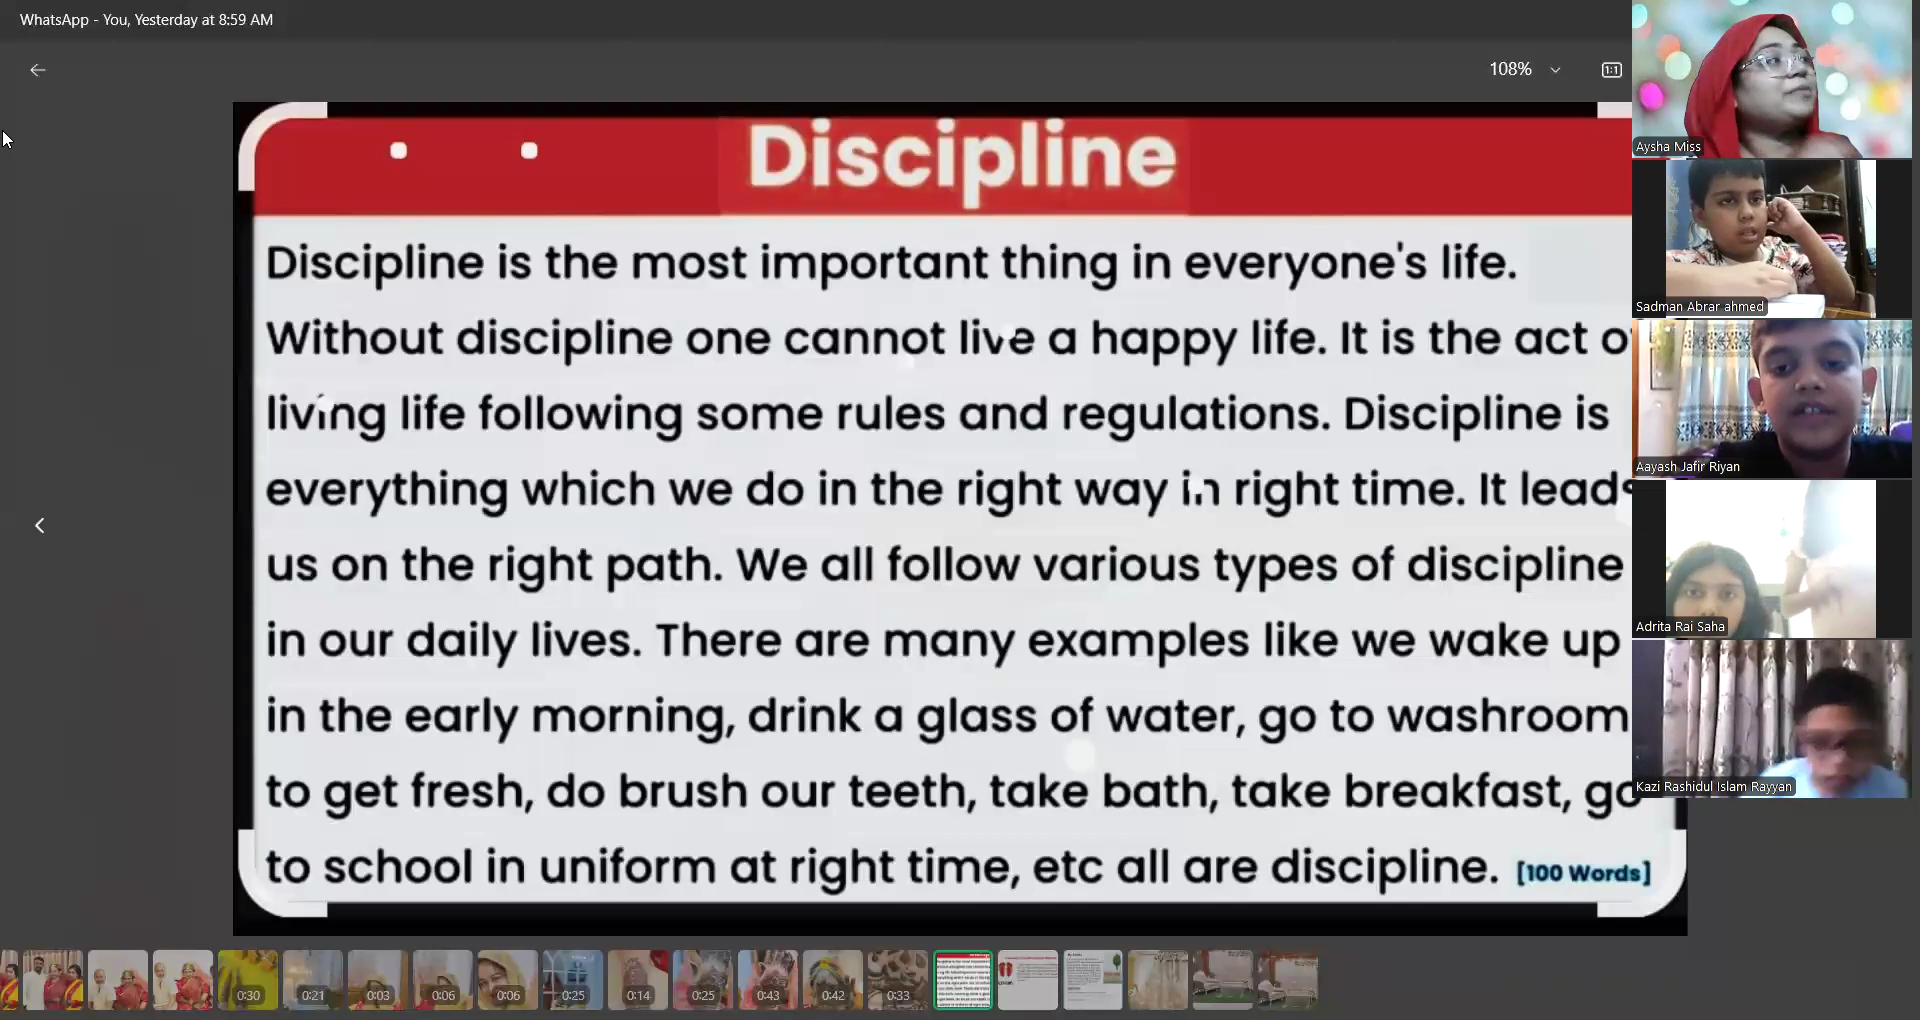 WhatsApp - You, Yesterday at 8:59 AM
108%
1:1
Discipline
Discipline is the most important thing in everyone's life.
Without discipline one cannot live a happy life. It is the act o
living life following some rules and regulations. Discipline is
everything which we do in the right way in right time. It leads
us on the right path. We all follow various types of discipline
in our daily lives. There are many examples like we wake up
in the early morning, drink a glass of water, go to washroom
to get fresh, do brush our teeth, take bath, take breakfast, go
to school in uniform at right time, etc all are discipline. [100 Words]
Aysha Miss
Sadman Abrar ahmed
Aayash Jafir Riyan
Adrita Rai Saha
Kazi Rashidul Islam Rayyan
0:30
0:21
0:03
0:06
0:06
0:25
0:14
0:25
0:43
0:42
0:33